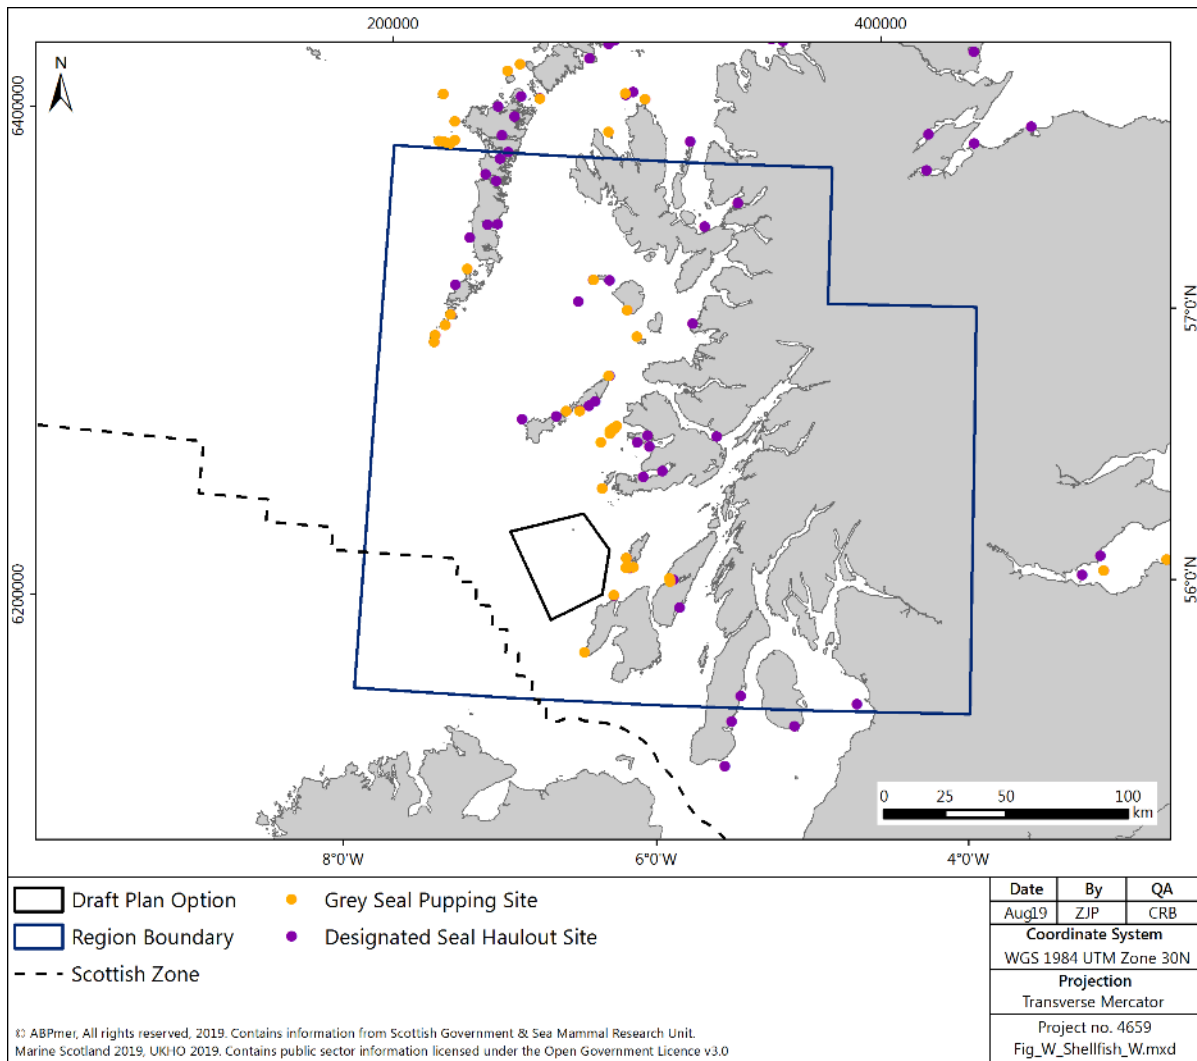 200000
400000
N
6400000
6200000
57°0'N
56°0'N
0
25
50
100
km
8°0'W
6°0'W
4°0'W
Draft Plan Option
Grey Seal Pupping Site
Region Boundary
Designated Seal Haulout Site
Scottish Zone
Date By QA
Aug19 ZJP CRB
Coordinate System
WGS 1984 UTM Zone 30N
Projection
Transverse Mercator
Project no. 4659
Fig_W_Shellfish_W.mxd
© ABPmer, All rights reserved, 2019. Contains information from Scottish Government & Sea Mammal Research Unit.
Marine Scotland 2019, UKHO 2019. Contains public sector information licensed under the Open Government Licence v3.0